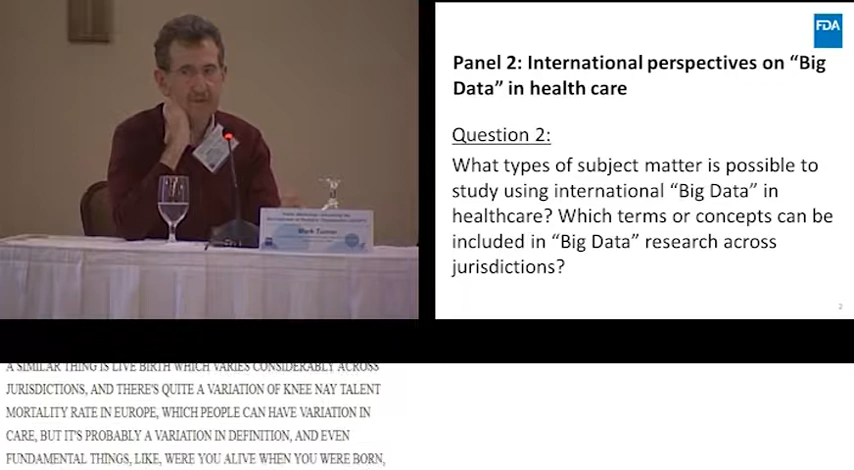 FDA
Panel 2: International perspectives on “Big
Data” in health care
Question 2:
What types of subject matter is possible to
study using international “Big Data” in
healthcare? Which terms or concepts can be
included in “Big Data” research across
jurisdictions?
2
Mark Turner
A SIMILAR THING IS LIVE BIRTH WHICH VARIES CONSIDERABLY ACROSS
JURISDICTIONS, AND THERE'S QUITE A VARIATION OF KNEE NAY TALENT
MORTALITY RATE IN EUROPE, WHICH PEOPLE CAN HAVE VARIATION IN
CARE, BUT IT'S PROBABLY A VARIATION IN DEFINITION, AND EVEN
FUNDAMENTAL THINGS, LIKE, WERE YOU ALIVE WHEN YOU WERE BORN,